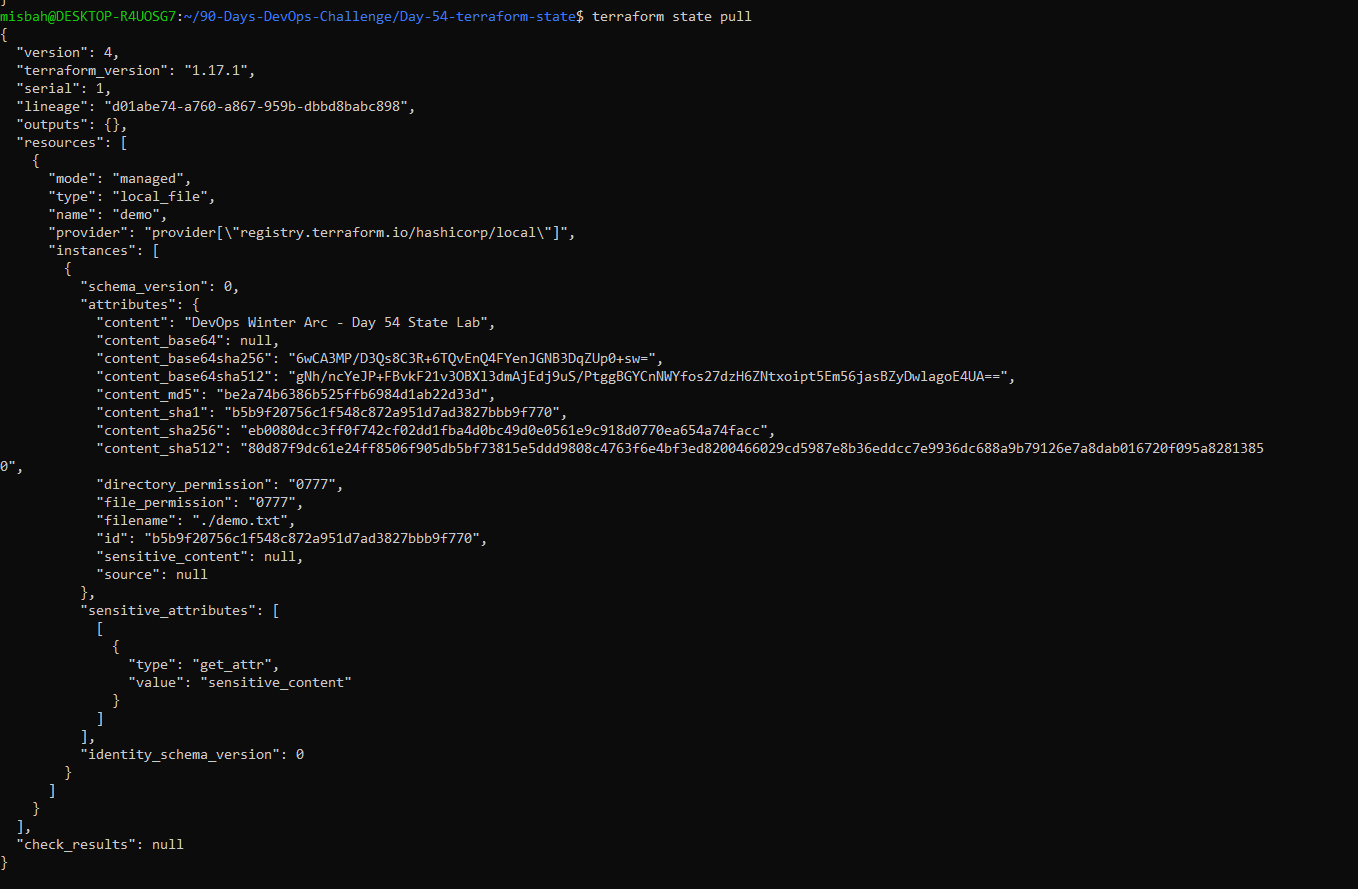 }
misbah@DESKTOP-R4UOSG7:~/90-Days-DevOps-Challenge/Day-54-terraform-state$ terraform state pull
{
  "version": 4,
  "terraform_version": "1.17.1",
  "serial": 1,
  "lineage": "d01abe74-a760-a867-959b-dbbd8babc898",
  "outputs": {},
  "resources": [
    {
      "mode": "managed",
      "type": "local_file",
      "name": "demo",
      "provider": "provider[\"registry.terraform.io/hashicorp/local\"]",
      "instances": [
        {
          "schema_version": 0,
          "attributes": {
            "content": "DevOps Winter Arc - Day 54 State Lab",
            "content_base64": null,
            "content_base64sha256": "6wCA3MP/D3Qs8C3R+6TQvEnQ4FYenJGNB3DqZUp0+sw=",
            "content_base64sha512": "gNh/ncYeJP+FBvkF21v3OBXl3dmAjEdj9uS/PtggBGYCnNWYfos27dzH6ZNtxoipt5Em56jasBZyDwlagoE4UA==",
            "content_md5": "be2a74b6386b525ffb6984d1ab22d33d",
            "content_sha1": "b5b9f20756c1f548c872a951d7ad3827bbb9f770",
            "content_sha256": "eb0080dcc3ff0f742cf02dd1fba4d0bc49d0e0561e9c918d0770ea654a74facc",
            "content_sha512": "80d87f9dc61e24ff8506f905db5bf73815e5ddd9808c4763f6e4bf3ed8200466029cd5987e8b36eddcc7e9936dc688a9b79126e7a8dab016720f095a8281385
0",
            "directory_permission": "0777",
            "file_permission": "0777",
            "filename": "./demo.txt",
            "id": "b5b9f20756c1f548c872a951d7ad3827bbb9f770",
            "sensitive_content": null,
            "source": null
          },
          "sensitive_attributes": [
            [
              {
                "type": "get_attr",
                "value": "sensitive_content"
              }
            ]
          ],
          "identity_schema_version": 0
        }
      ]
    }
  ],
  "check_results": null
}